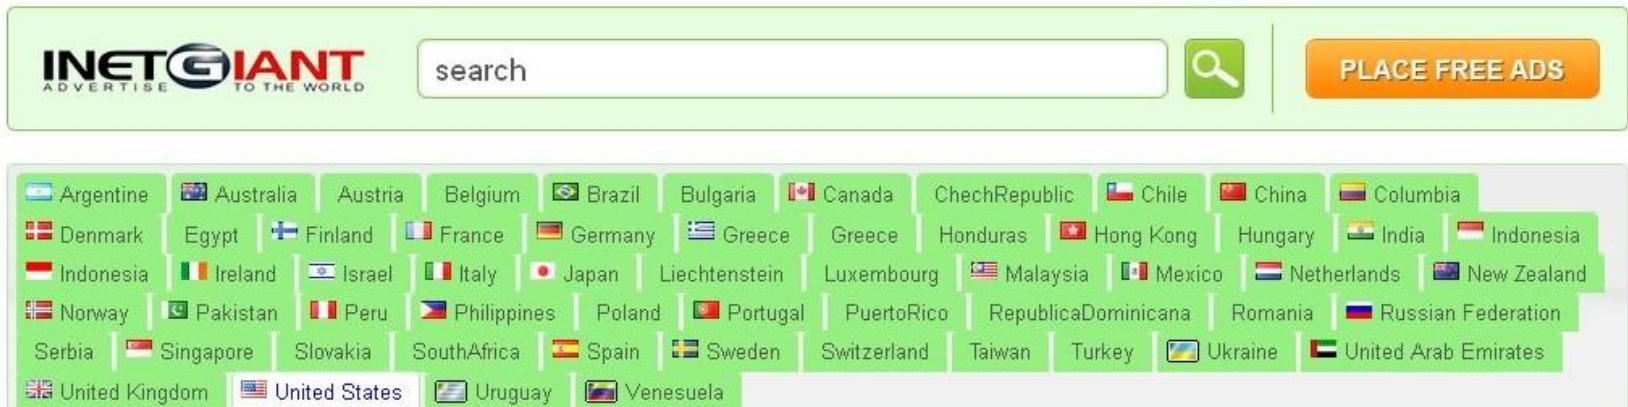 INETGIANT
ADVERTISE TO THE WORLD
search
PLACE FREE ADS
Argentine Australia Austria Belgium Brazil Bulgaria Canada ChechRepublic Chile China Columbia
Denmark Egypt Finland France Germany Greece Greece Honduras Hong Kong Hungary India Indonesia
Indonesia Ireland Israel Italy Japan Liechtenstein Luxembourg Malaysia Mexico Netherlands New Zealand
Norway Pakistan Peru Philippines Poland Portugal PuertoRico RepublicaDominicana Romania Russian Federation
Serbia Singapore Slovakia SouthAfrica Spain Sweden Switzerland Taiwan Turkey Ukraine United Arab Emirates
United Kingdom United States Uruguay Venesuela